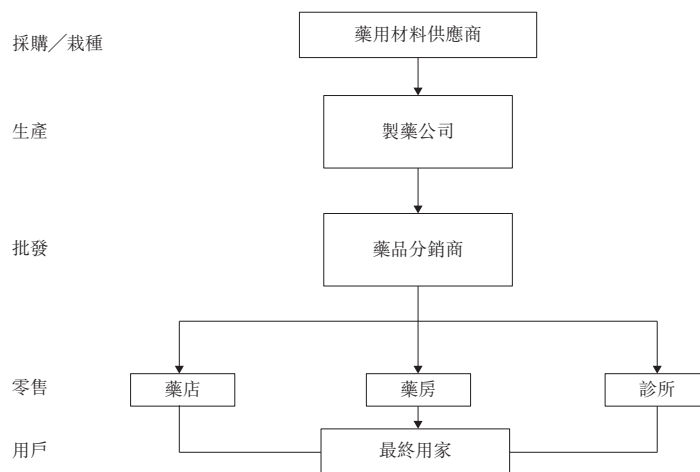 採購／栽種
藥用材料供應商
生產
製藥公司
批發
藥品分銷商
零售
藥店
藥房
診所
用戶
最終用家